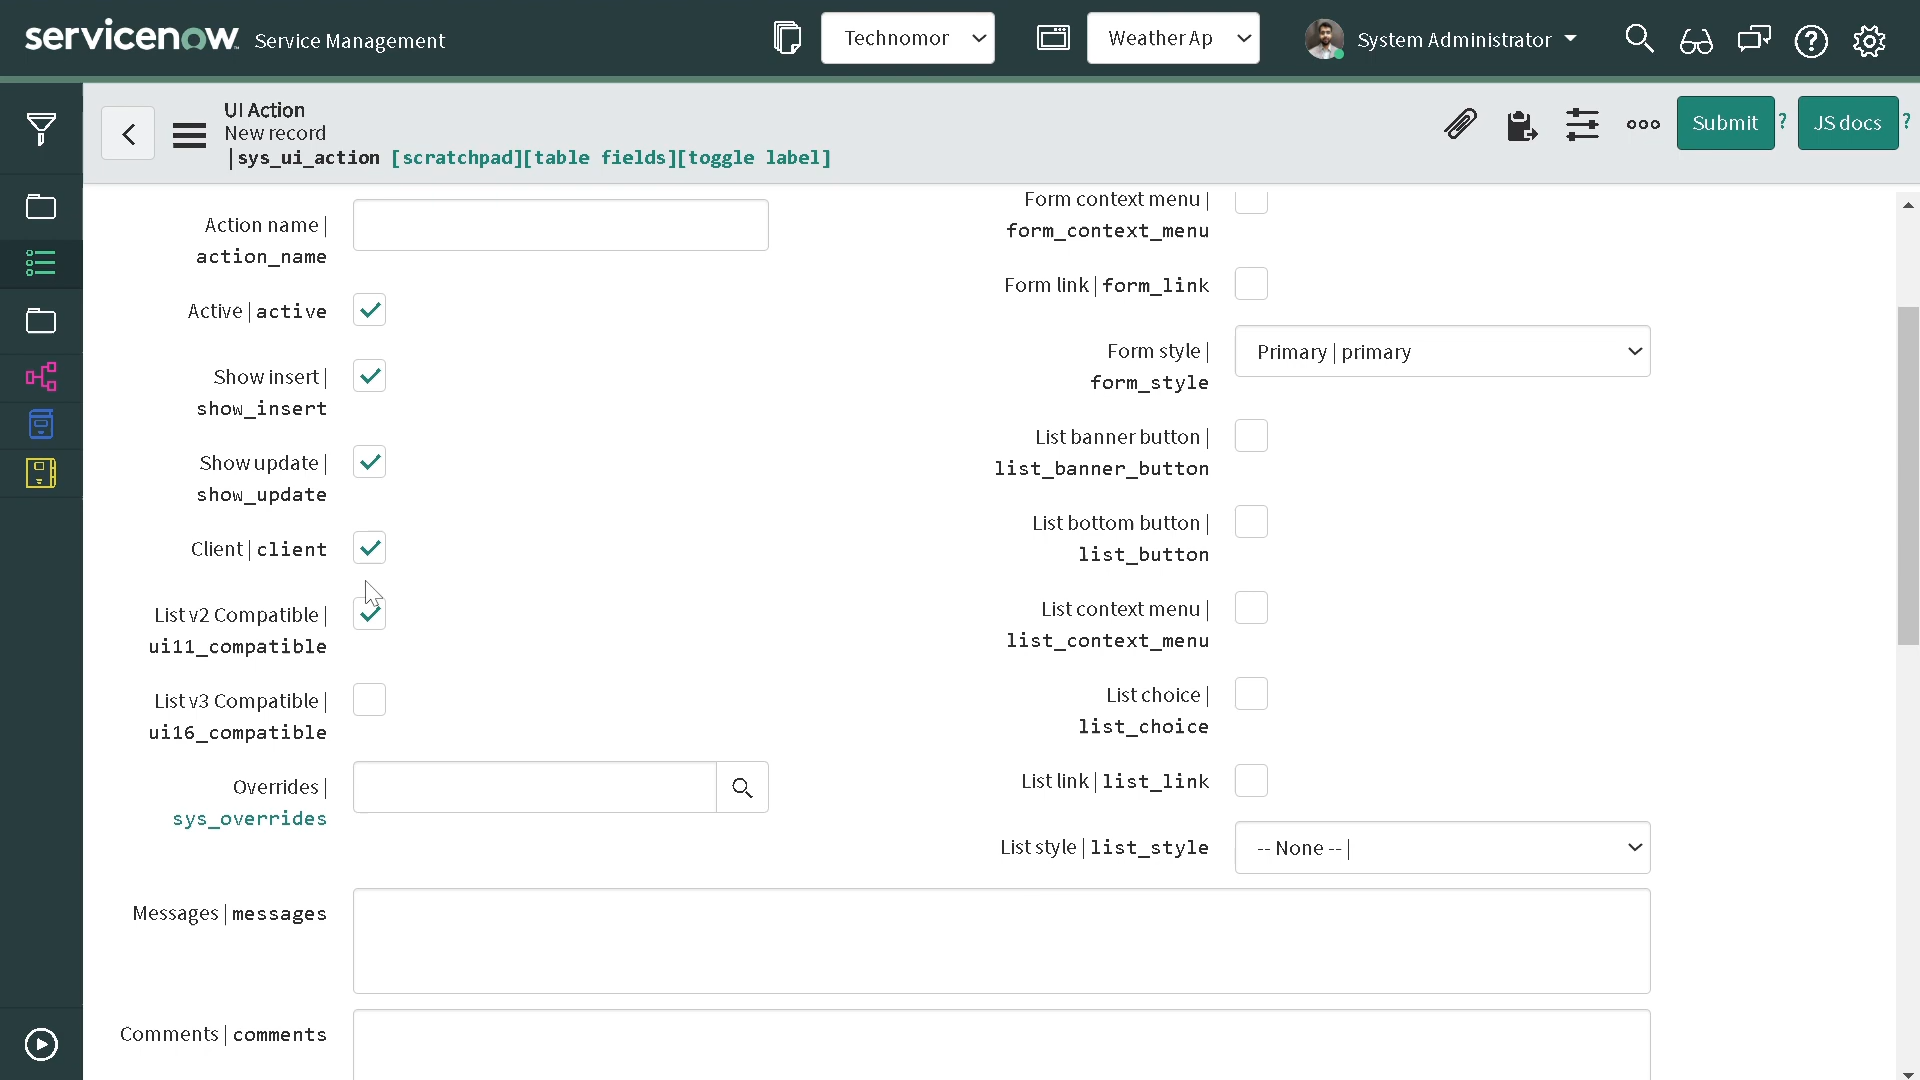 servicenow Service Management
Technomor
Weather Ap
System Administrator
UI Action
New record
|sys_ui_action [scratchpad][table fields][toggle label]
Submit ?
JS docs ?
Action name |
action_name
Active | active
Show insert |
show_insert
Show update |
show_update
Client | client
List v2 Compatible |
ui11_compatible
List v3 Compatible |
ui16_compatible
Overrides |
sys_overrides
Form context menu |
form_context_menu
Form link | form_link
Form style |
form_style
Primary | primary
List banner button |
list_banner_button
List bottom button |
list_button
List context menu |
list_context_menu
List choice |
list_choice
List link | list_link
List style | list_style
-- None -- |
Messages | messages
Comments | comments